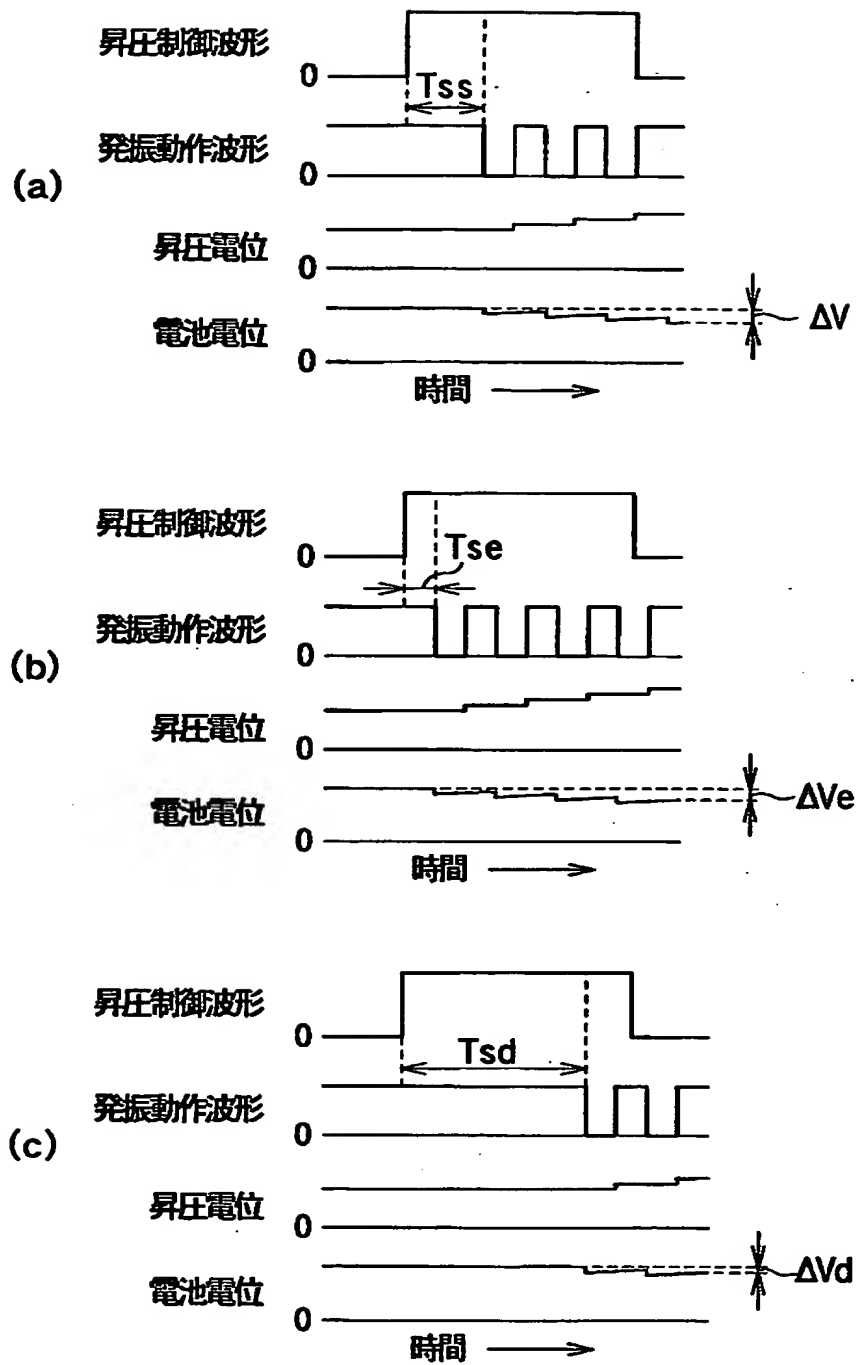 (a)
昇圧制御波形
0
Tss
発振動作波形
0
昇圧電位
0
電池電位
0
ΔV
時間
(b)
昇圧制御波形
0
Tse
発振動作波形
0
昇圧電位
0
電池電位
0
ΔVe
時間
(c)
昇圧制御波形
0
Tsd
発振動作波形
0
昇圧電位
0
電池電位
0
ΔVd
時間